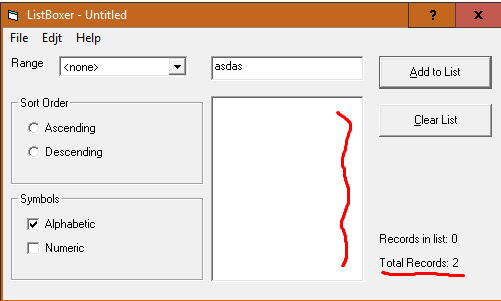 ListBoxer - Untitled
?
x
File Edjt Help
Range <none> asdas Add to List
Sort Order
Ascending
Descending
Clear List
Symbols
Alphabetic
Numeric
Records in list: 0
Total Records: 2